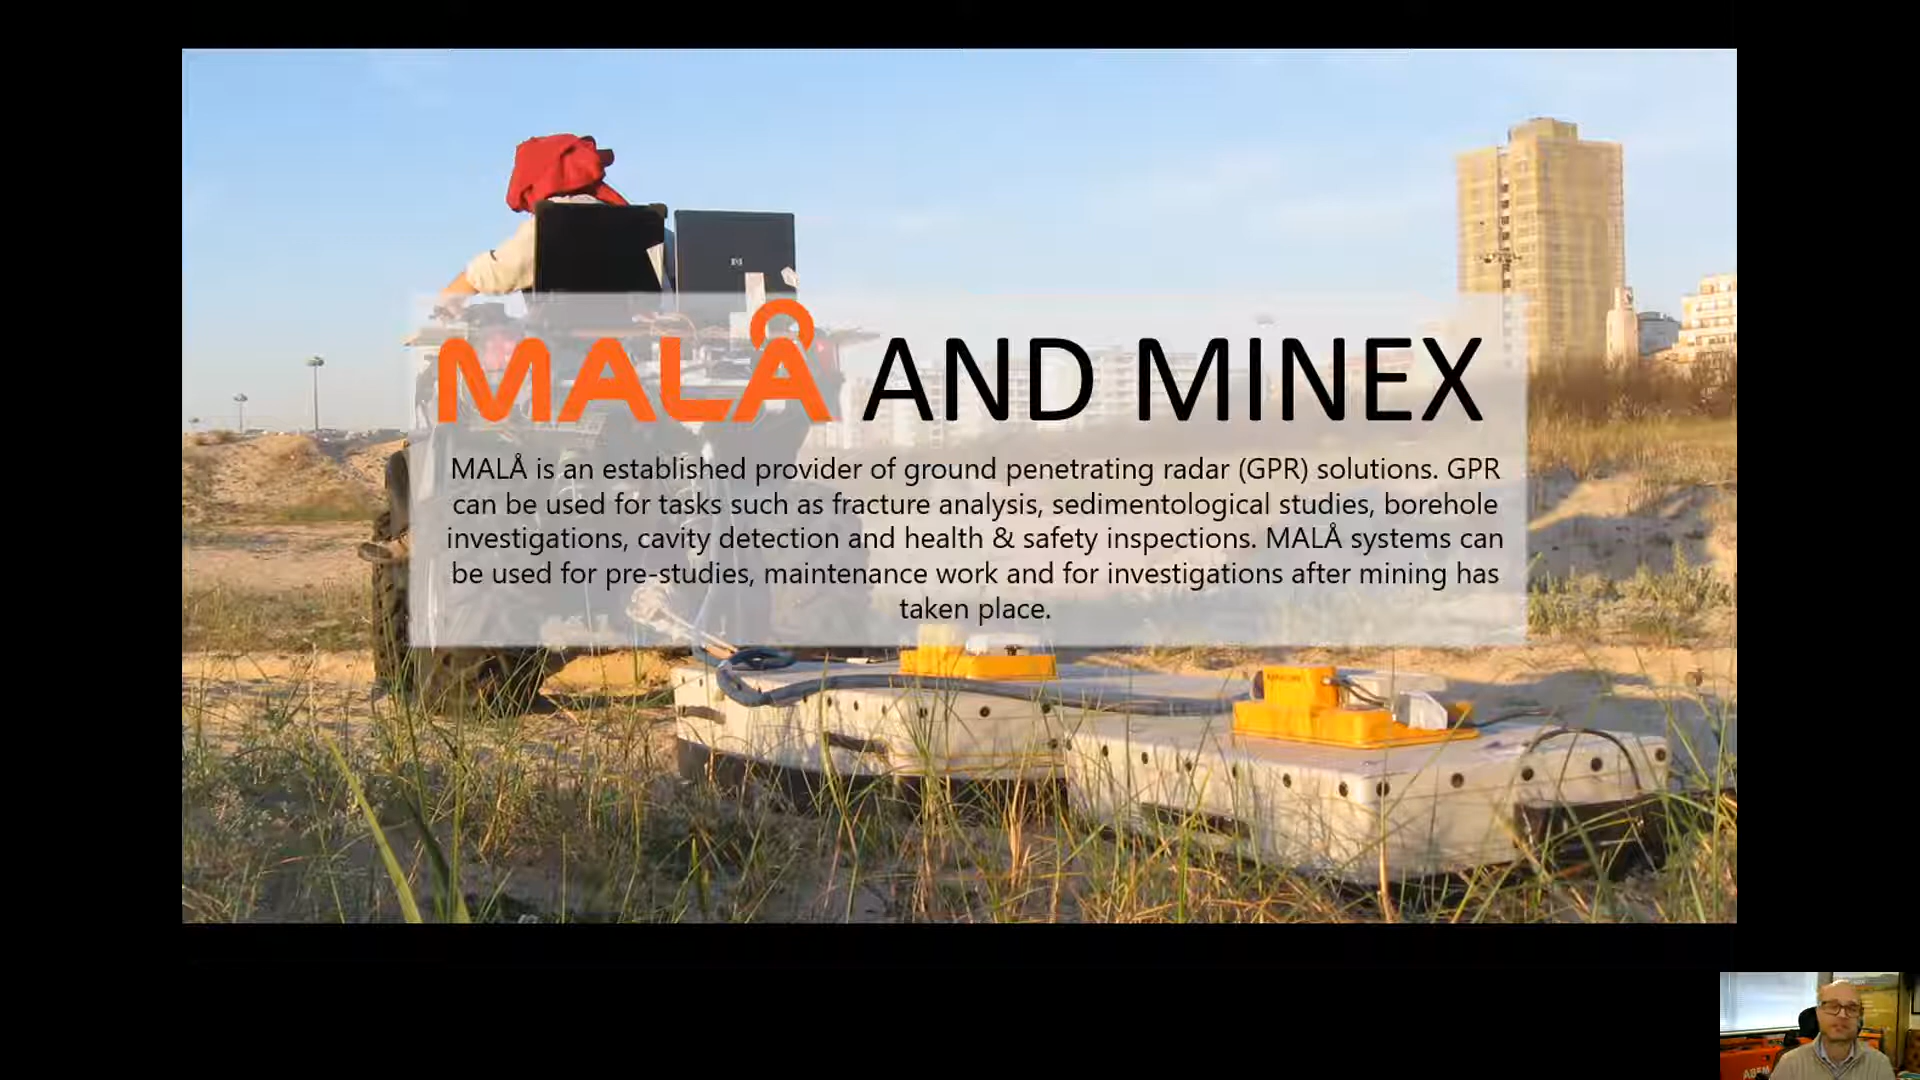 MALÅ AND MINEX
MALÅ is an established provider of ground penetrating radar (GPR) solutions. GPR
can be used for tasks such as fracture analysis, sedimentological studies, borehole
investigations, cavity detection and health & safety inspections. MALÅ systems can
be used for pre-studies, maintenance work and for investigations after mining has
taken place.
hp
ABEM